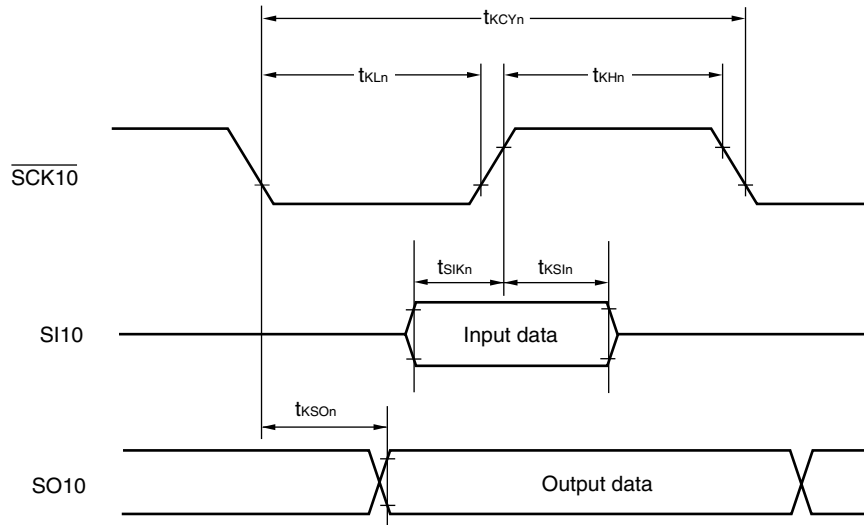 tKCYn
tKLn
tKHn
SCK10
tSIKn
tKSIn
SI10
Input data
tKSOn
SO10
Output data